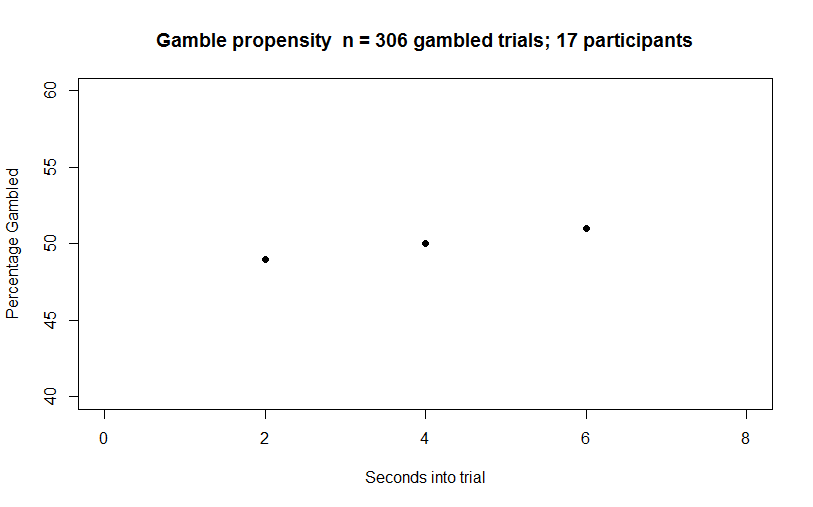 Gamble propensity  n = 306 gambled trials; 17 participants
Percentage Gambled
60
55
50
45
40
0 2 4 6 8
Seconds into trial